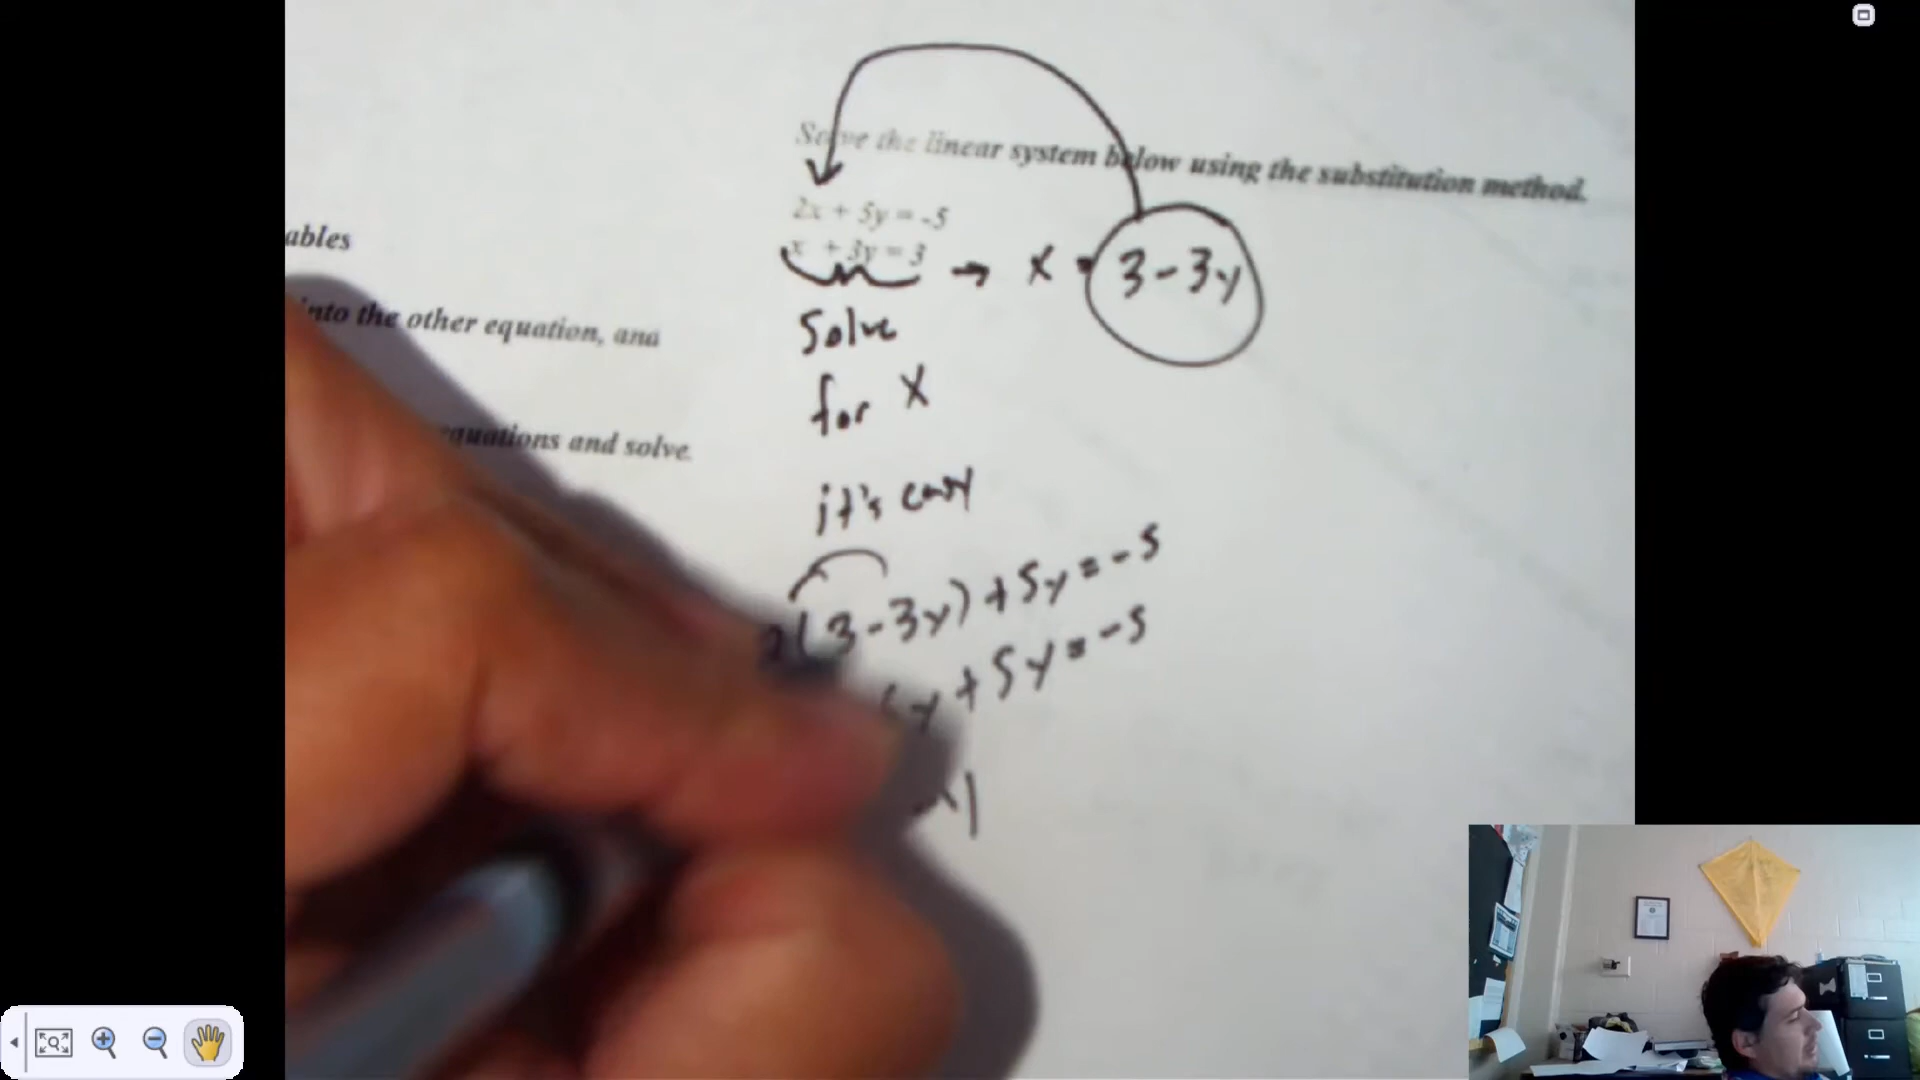 Solve the linear system below using the substitution method.
2x + 5y = -5
x + 3y = 3 → x = 3 - 3y
ables
into the other equation, and
equations and solve.
Solve
for x
it's easy
2(3-3y)+5y=-5
6y+5y=-5